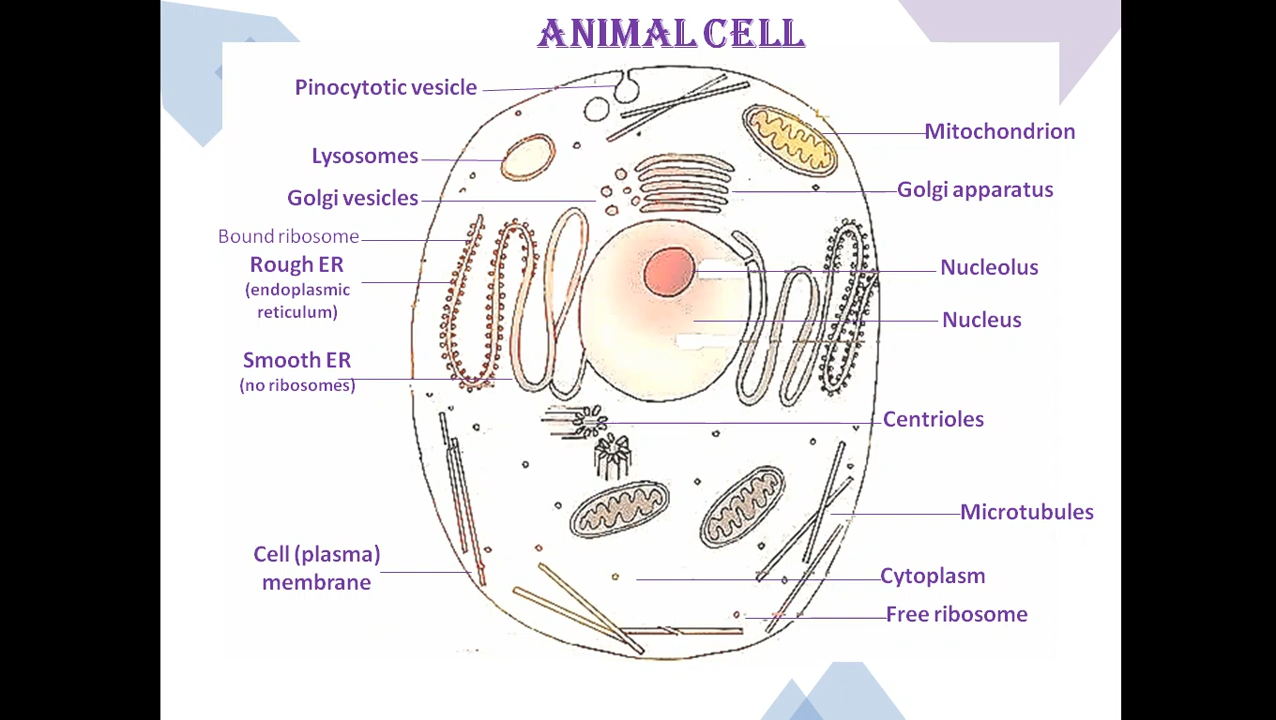 ANIMAL CELL
Pinocytotic vesicle
Lysosomes
Golgi vesicles
Bound ribosome
Rough ER
(endoplasmic
reticulum)
Smooth ER
(no ribosomes)
Cell (plasma)
membrane
Mitochondrion
Golgi apparatus
Nucleolus
Nucleus
Centrioles
Microtubules
Cytoplasm
Free ribosome